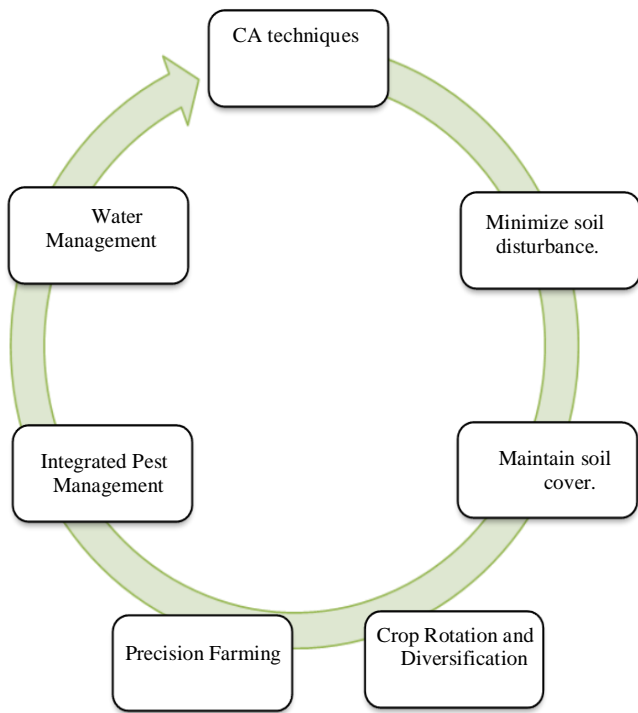 CA techniques
Minimize soil
disturbance.
Maintain soil
cover.
Crop Rotation and
Diversification
Precision Farming
Integrated Pest
Management
Water
Management